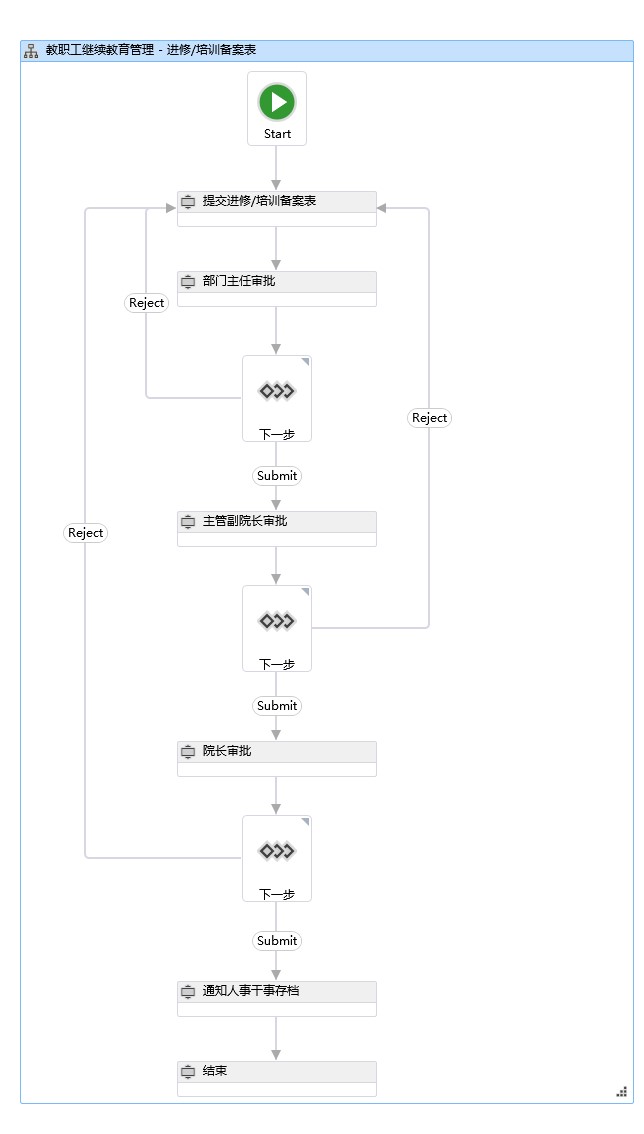 教职工继续教育管理 - 进修/培训备案表
Start
提交进修/培训备案表
部门主任审批
Reject
下一步
Reject
Submit
主管副院长审批
Reject
下一步
Submit
院长审批
下一步
Submit
通知人事干事存档
结束